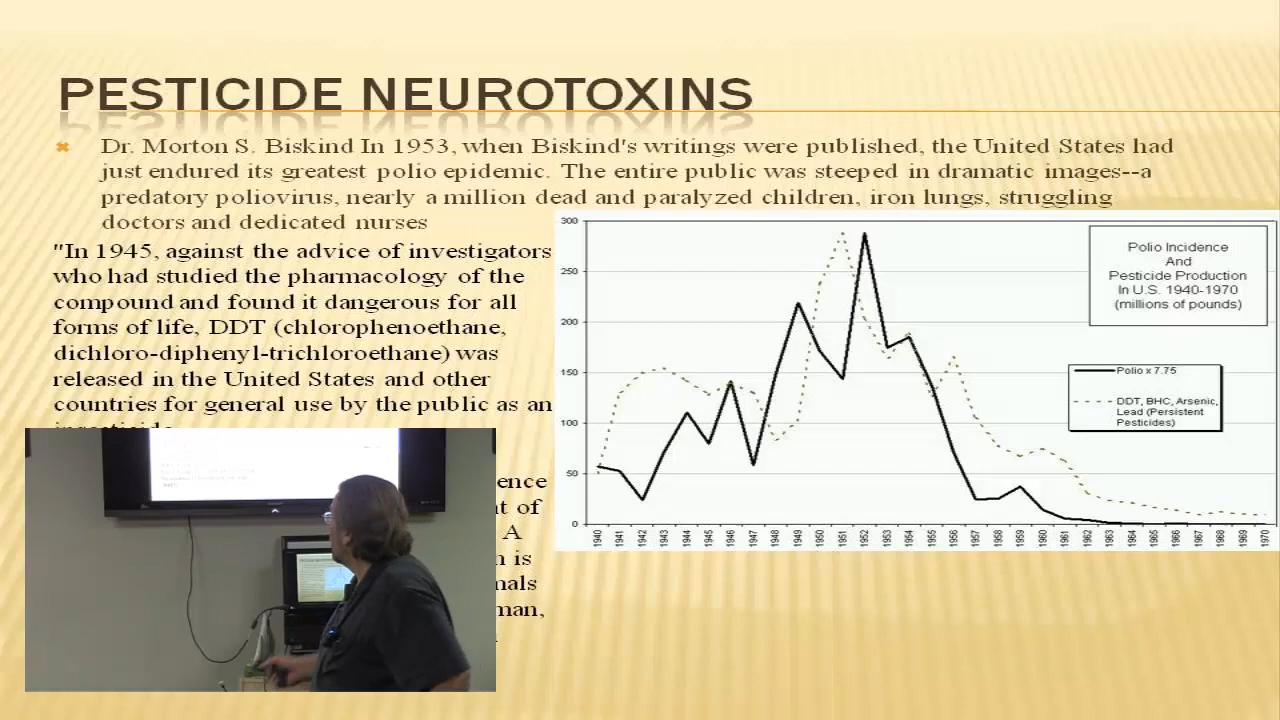 PESTICIDE NEUROTOXINS
Dr. Morton S. Biskind In 1953, when Biskind's writings were published, the United States had
just endured its greatest polio epidemic. The entire public was steeped in dramatic images--a
predatory poliovirus, nearly a million dead and paralyzed children, iron lungs, struggling
doctors and dedicated nurses
"In 1945, against the advice of investigators
who had studied the pharmacology of the
compound and found it dangerous for all
forms of life, DDT (chlorophenoethane,
dichloro-diphenyl-trichloroethane) was
released in the United States and other
countries for general use by the public as an
ence
t of
A
n is
mals
man,
300
250
200
150
100
50
0
Polio Incidence
And
Pesticide Production
In U.S. 1940-1970
(millions of pounds)
Polio x 7.75
DDT, BHC, Arsenic,
Lead (Persistent
Pesticides)
1940 1941 1942 1943 1944 1945 1946 1947 1948 1949 1950 1951 1952 1953 1954 1955 1956 1957 1958 1959 1960 1961 1962 1963 1964 1965 1966 1967 1968 1969 1970